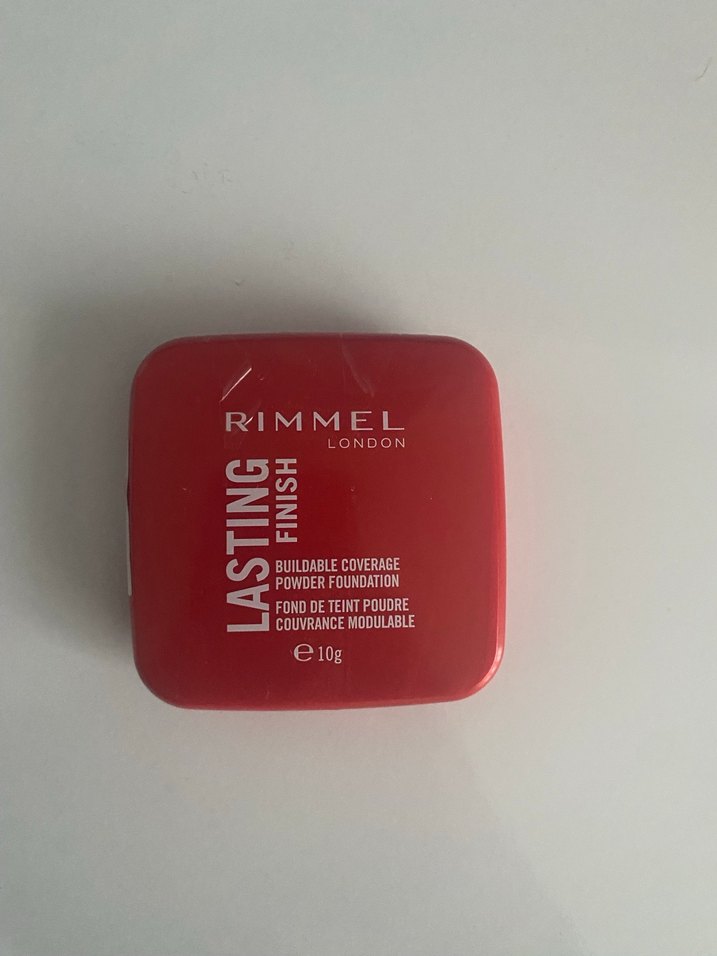 RIMMEL
LONDON
LASTING
FINISH
BUILDABLE COVERAGE
POWDER FOUNDATION
FOND DE TEINT POUDRE
COUVRANCE MODULABLE
℮ 10g